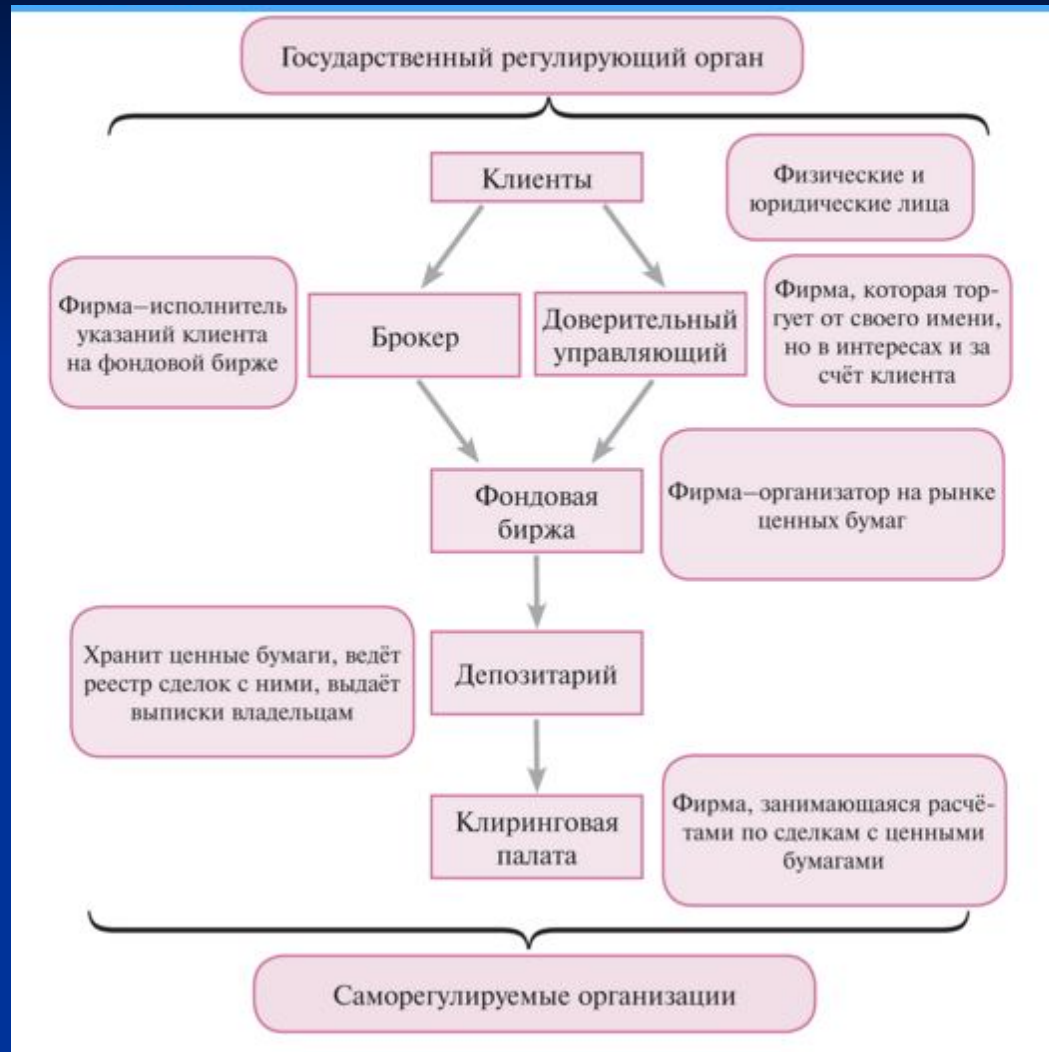 Государственный регулирующий орган
Клиенты
Физические и
юридические лица
Фирма–исполнитель
указаний клиента
на фондовой бирже
Брокер
Доверительный
управляющий
Фирма, которая тор-
гует от своего имени,
но в интересах и за
счёт клиента
Фондовая
биржа
Фирма–организатор на рынке
ценных бумаг
Хранит ценные бумаги, ведёт
реестр сделок с ними, выдаёт
выписки владельцам
Депозитарий
Клиринговая
палата
Фирма, занимающаяся расчё-
тами по сделкам с ценными
бумагами
Саморегулируемые организации